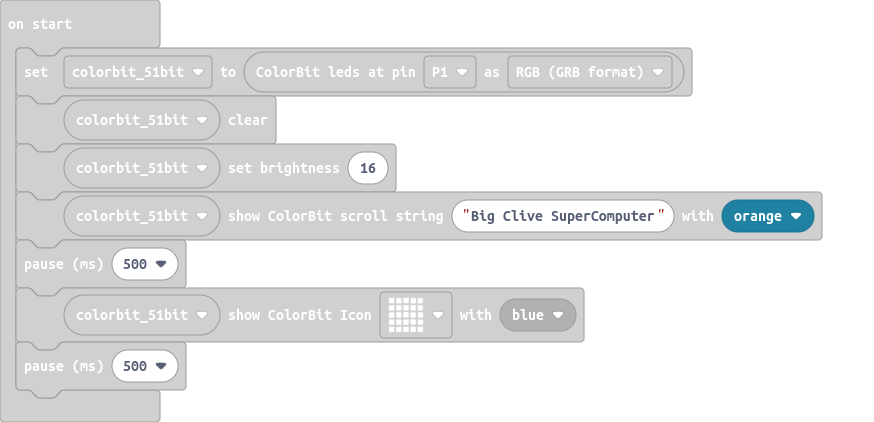 on start
set colorbit_51bit to ColorBit leds at pin P1 as RGB (GRB format)
colorbit_51bit clear
colorbit_51bit set brightness 16
colorbit_51bit show ColorBit scroll string "Big Clive SuperComputer" with orange
pause (ms) 500
colorbit_51bit show ColorBit Icon with blue
pause (ms) 500